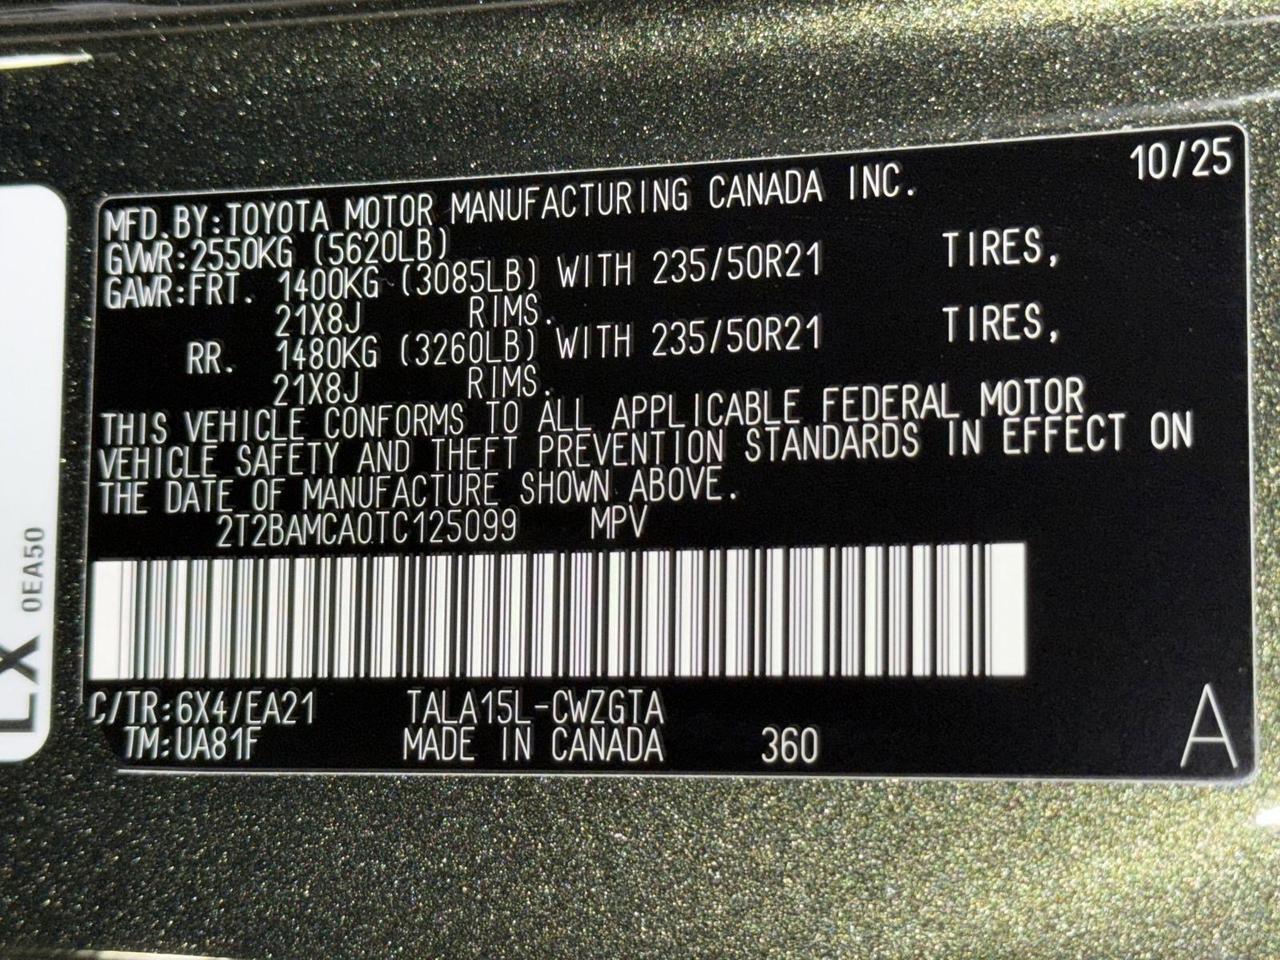 10/25
MFD.BY:TOYOTA MOTOR MANUFACTURING CANADA INC.
GVWR:2550KG (5620LB)
GAWR:FRT. 1400KG (3085LB) WITH 235/50R21 TIRES,
21X8J RIMS.
RR. 1480KG (3260LB) WITH 235/50R21 TIRES,
21X8J RIMS.
THIS VEHICLE CONFORMS TO ALL APPLICABLE FEDERAL MOTOR
VEHICLE SAFETY AND THEFT PREVENTION STANDARDS IN EFFECT ON
THE DATE OF MANUFACTURE SHOWN ABOVE.
2T2BAMCA0TC125099 MPV
C/TR:6X4/EA21 TALA15L-CWZGTA
TM:UA81F MADE IN CANADA 360
A
LX 0EA50